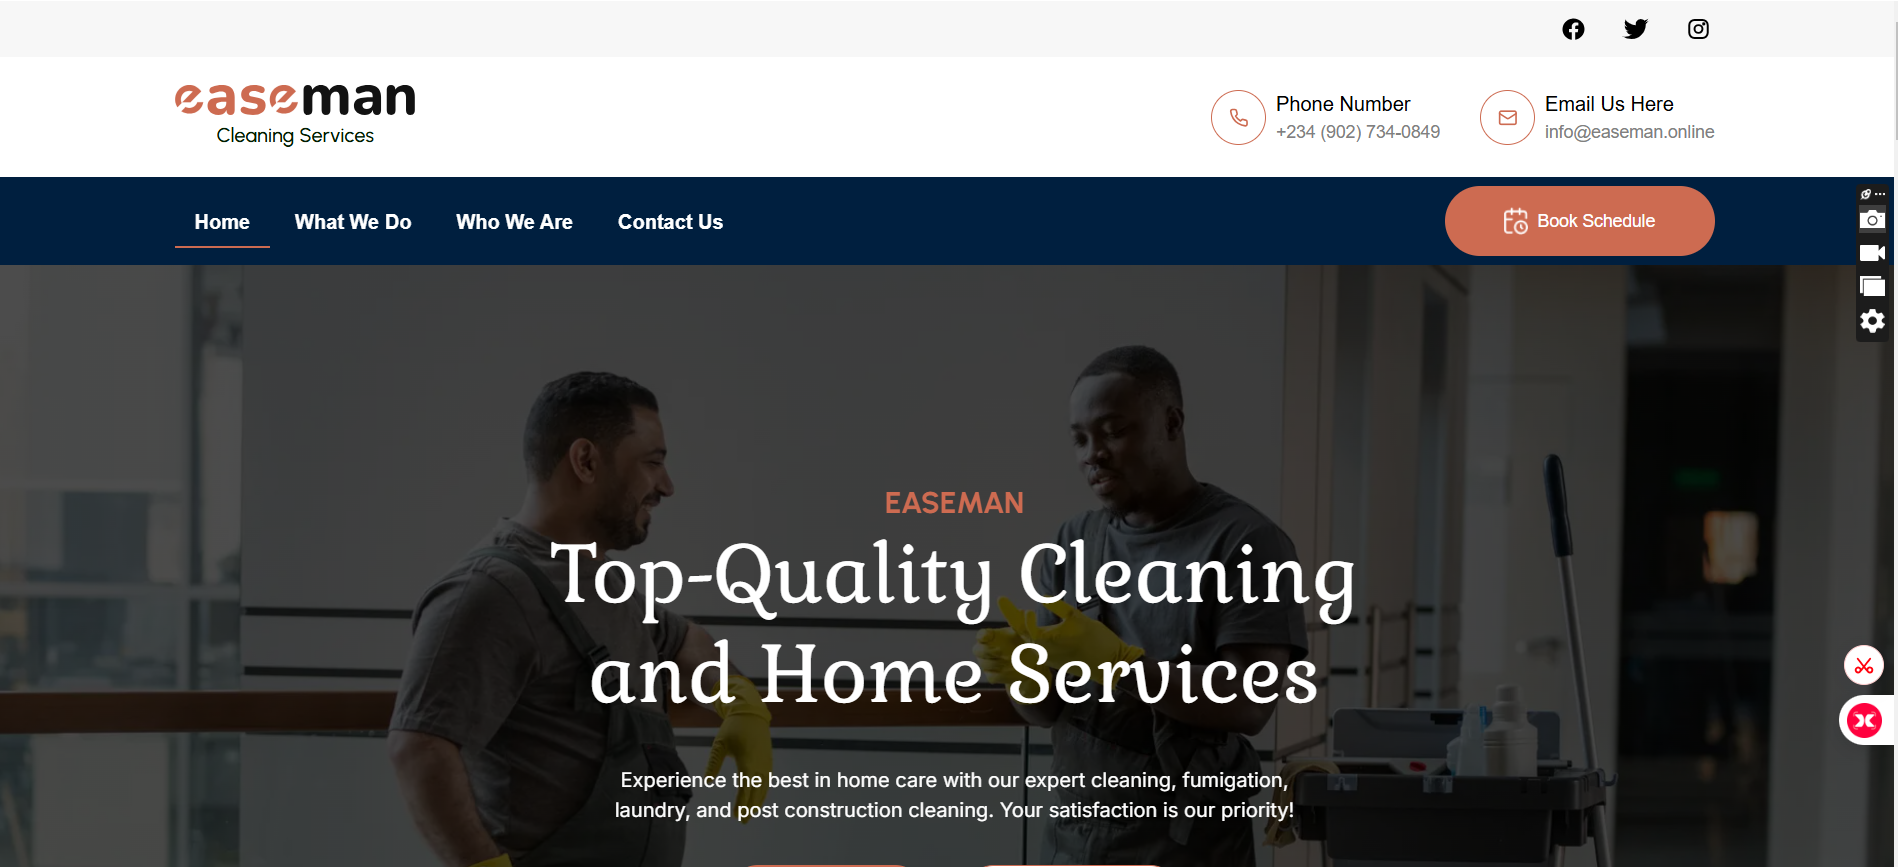 easeman
Cleaning Services
Phone Number
+234 (902) 734-0849
Email Us Here
info@easeman.online
Home
What We Do
Who We Are
Contact Us
Book Schedule
EASEMAN
Top-Quality Cleaning
and Home Services
Experience the best in home care with our expert cleaning, fumigation,
laundry, and post construction cleaning. Your satisfaction is our priority!